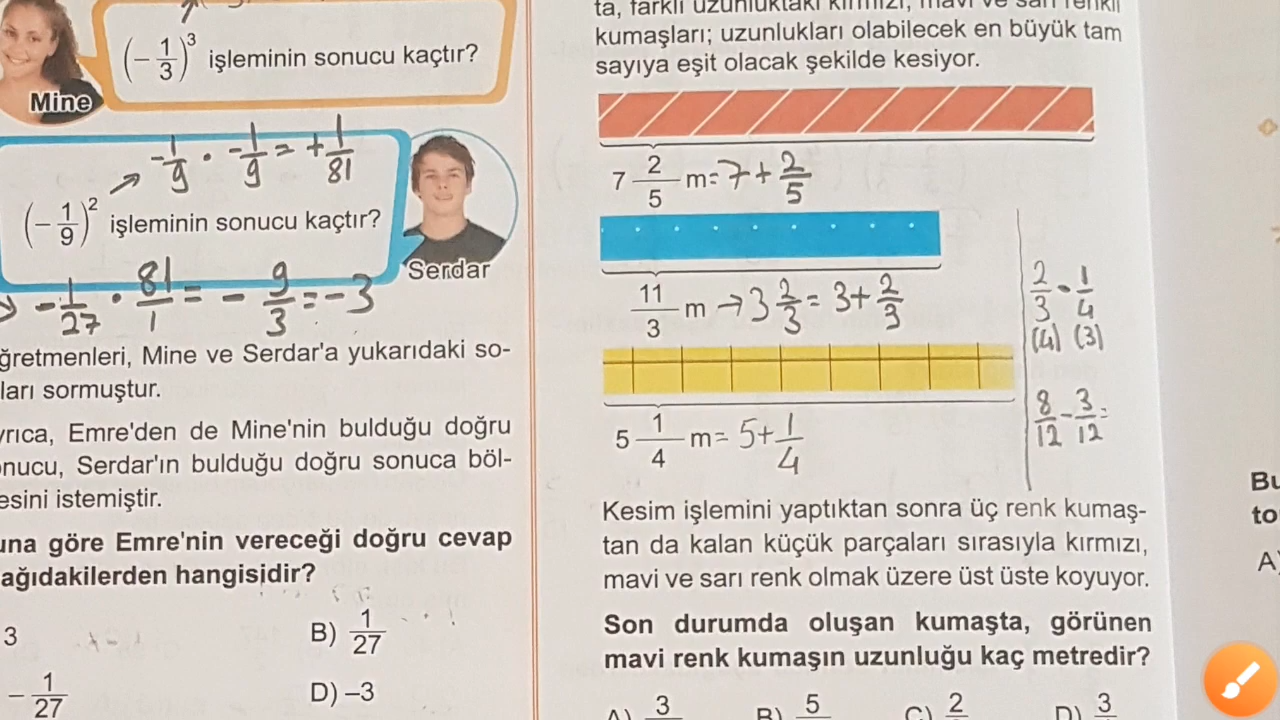 (-1/3)³ işleminin sonucu kaçtır?
Mine
-1/9 · -1/9 = +1/81
(-1/9)² işleminin sonucu kaçtır?
Serdar
-1/27 · 81/1 = -9/3 = -3
ğretmenleri, Mine ve Serdar'a yukarıdaki so-
ları sormuştur.
yrıca, Emre'den de Mine'nin bulduğu doğru
onucu, Serdar'ın bulduğu doğru sonuca böl-
esini istemiştir.
una göre Emre'nin vereceği doğru cevap
ağıdakilerden hangisidir?
3
B) 1/27
-1/27
D) –3
ta, farklı uzunluktaki kırmızı, mavi ve sarı renkli
kumaşları; uzunlukları olabilecek en büyük tam
sayıya eşit olacak şekilde kesiyor.
7 2/5 m = 7 + 2/5
11/3 m → 3 2/3 = 3 + 2/3
5 1/4 m = 5 + 1/4
2/3 - 1/4
(4) (3)
8/12 - 3/12 =
Kesim işlemini yaptıktan sonra üç renk kumaş-
tan da kalan küçük parçaları sırasıyla kırmızı,
mavi ve sarı renk olmak üzere üst üste koyuyor.
Son durumda oluşan kumaşta, görünen
mavi renk kumaşın uzunluğu kaç metredir?
A) 3
B) 5
C) 2
D) 3
Bu
to
A)